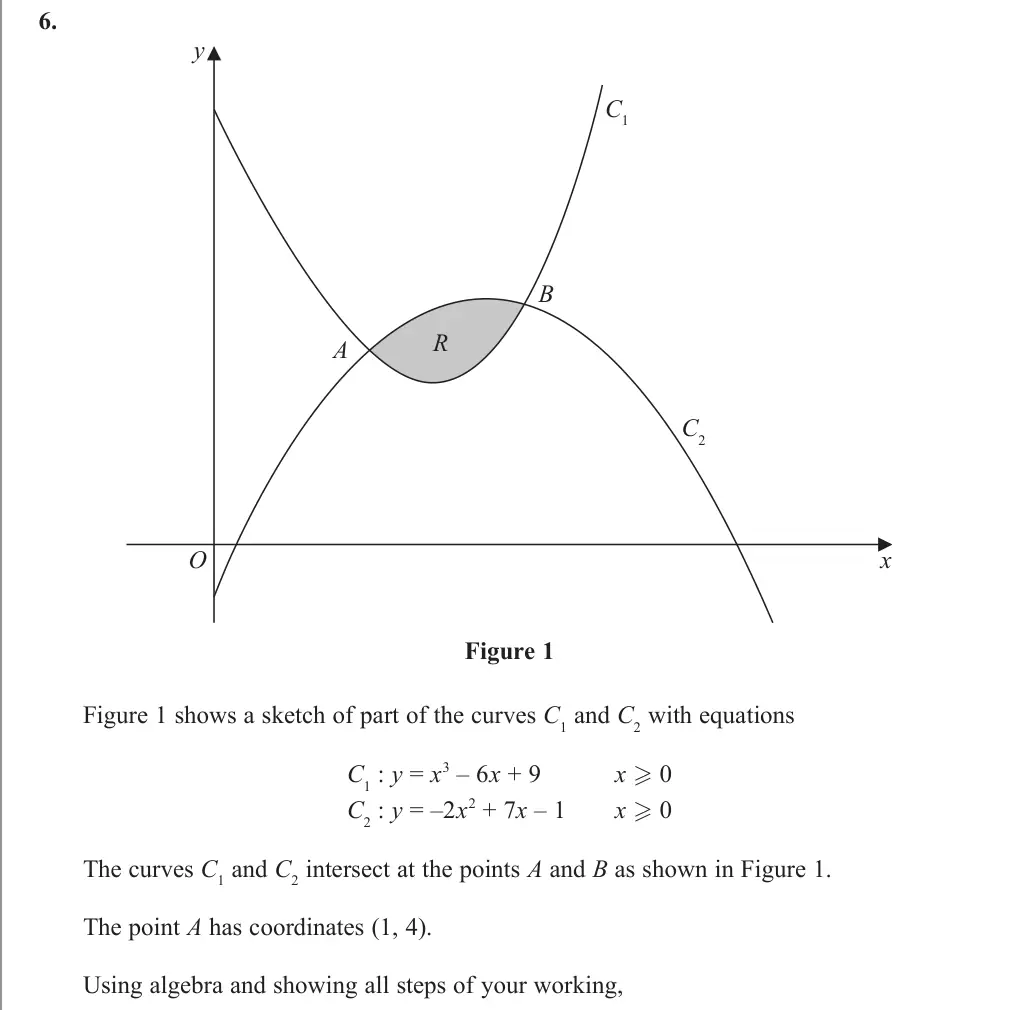 6.
y
C₁
B
A
R
C₂
O
x
Figure 1
Figure 1 shows a sketch of part of the curves C₁ and C₂ with equations
C₁ : y = x³ – 6x + 9 x ⩾ 0
C₂ : y = –2x² + 7x – 1 x ⩾ 0
The curves C₁ and C₂ intersect at the points A and B as shown in Figure 1.
The point A has coordinates (1, 4).
Using algebra and showing all steps of your working,